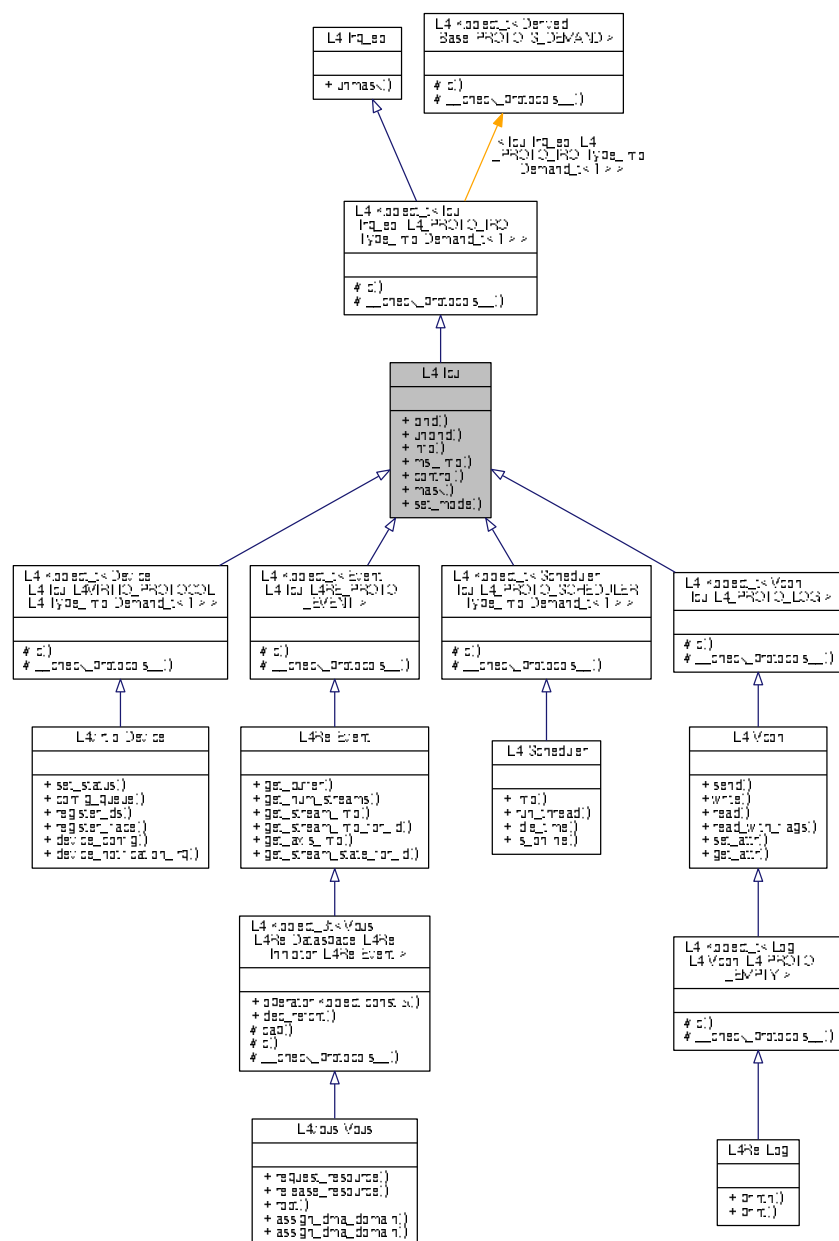 L4 Irq_eoi
+ unmask()
L4 Kobject_t< Derived
Base PROTO S_DEMAND >
# c()
# __check_protocols__()
< Icu Irq_eoi L4
_PROTO_IRQ Type_info
Demand_t< 1 > >
L4 Kobject_t< Icu
Irq_eoi L4_PROTO_IRQ
Type_info Demand_t< 1 > >
# c()
# __check_protocols__()
L4 Icu
+ bind()
+ unbind()
+ info()
+ msi_info()
+ control()
+ mask()
+ set_mode()
L4 Kobject_t< Device
L4 Icu L4VIRTIO_PROTOCOL
L4 Type_info Demand_t< 1 > >
# c()
# __check_protocols__()
L4 Kobject_t< Event
L4 Icu L4RE_PROTO
_EVENT >
# c()
# __check_protocols__()
L4 Kobject_t< Scheduler
Icu L4_PROTO_SCHEDULER
Type_info Demand_t< 1 > >
# c()
# __check_protocols__()
L4 Kobject_t< Vcon
Icu L4_PROTO_LOG >
# c()
# __check_protocols__()
L4virtio Device
+ set_status()
+ config_queue()
+ register_ds()
+ register_iface()
+ device_config()
+ device_notification_irq()
L4Re Event
+ get_buffer()
+ get_num_streams()
+ get_stream_info()
+ get_stream_info_for_id()
+ get_axis_info()
+ get_stream_state_for_id()
L4 Scheduler
+ info()
+ run_thread()
+ idle_time()
+ is_online()
L4 Vcon
+ send()
+ write()
+ read()
+ read_with_flags()
+ set_attr()
+ get_attr()
L4 Kobject_3t< Vbus
L4Re Dataspace L4Re
Inhibitor L4Re Event >
+ operator Kobject const &()
+ dec_refcnt()
# cap()
# c()
# __check_protocols__()
L4 Kobject_t< Log
L4 Vcon L4_PROTO
_EMPTY >
# c()
# __check_protocols__()
L4vbus Vbus
+ request_resource()
+ release_resource()
+ root()
+ assign_dma_domain()
+ assign_dma_domain()
L4Re Log
+ printn()
+ print()